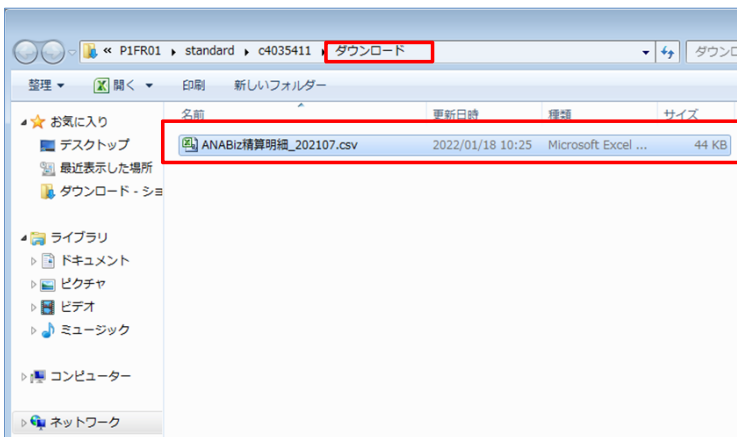 « P1FR01 ▸ standard ▸ c4035411 ▸ ダウンロード
ダウンロ
整理 ▼ 開く ▼ 印刷 新しいフォルダー
名前 更新日時 種類 サイズ
ANABiz精算明細_202107.csv 2022/01/18 10:25 Microsoft Excel ... 44 KB
お気に入り
デスクトップ
最近表示した場所
ダウンロード - ショ
ライブラリ
ドキュメント
ピクチャ
ビデオ
ミュージック
コンピューター
ネットワーク